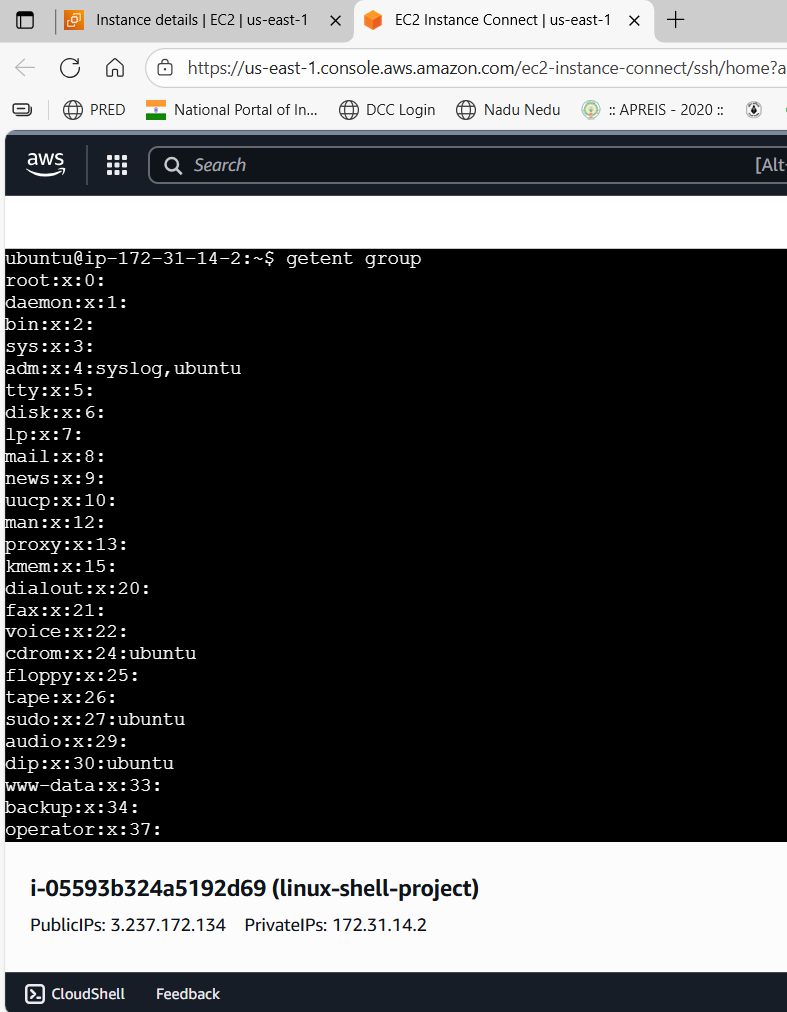 Instance details | EC2 | us-east-1
EC2 Instance Connect | us-east-1
https://us-east-1.console.aws.amazon.com/ec2-instance-connect/ssh/home?a
PRED
National Portal of In...
DCC Login
Nadu Nedu
:: APREIS - 2020 ::
aws
Search
[Alt
ubuntu@ip-172-31-14-2:~$ getent group
root:x:0:
daemon:x:1:
bin:x:2:
sys:x:3:
adm:x:4:syslog,ubuntu
tty:x:5:
disk:x:6:
lp:x:7:
mail:x:8:
news:x:9:
uucp:x:10:
man:x:12:
proxy:x:13:
kmem:x:15:
dialout:x:20:
fax:x:21:
voice:x:22:
cdrom:x:24:ubuntu
floppy:x:25:
tape:x:26:
sudo:x:27:ubuntu
audio:x:29:
dip:x:30:ubuntu
www-data:x:33:
backup:x:34:
operator:x:37:
i-05593b324a5192d69 (linux-shell-project)
PublicIPs: 3.237.172.134 PrivateIPs: 172.31.14.2
CloudShell Feedback